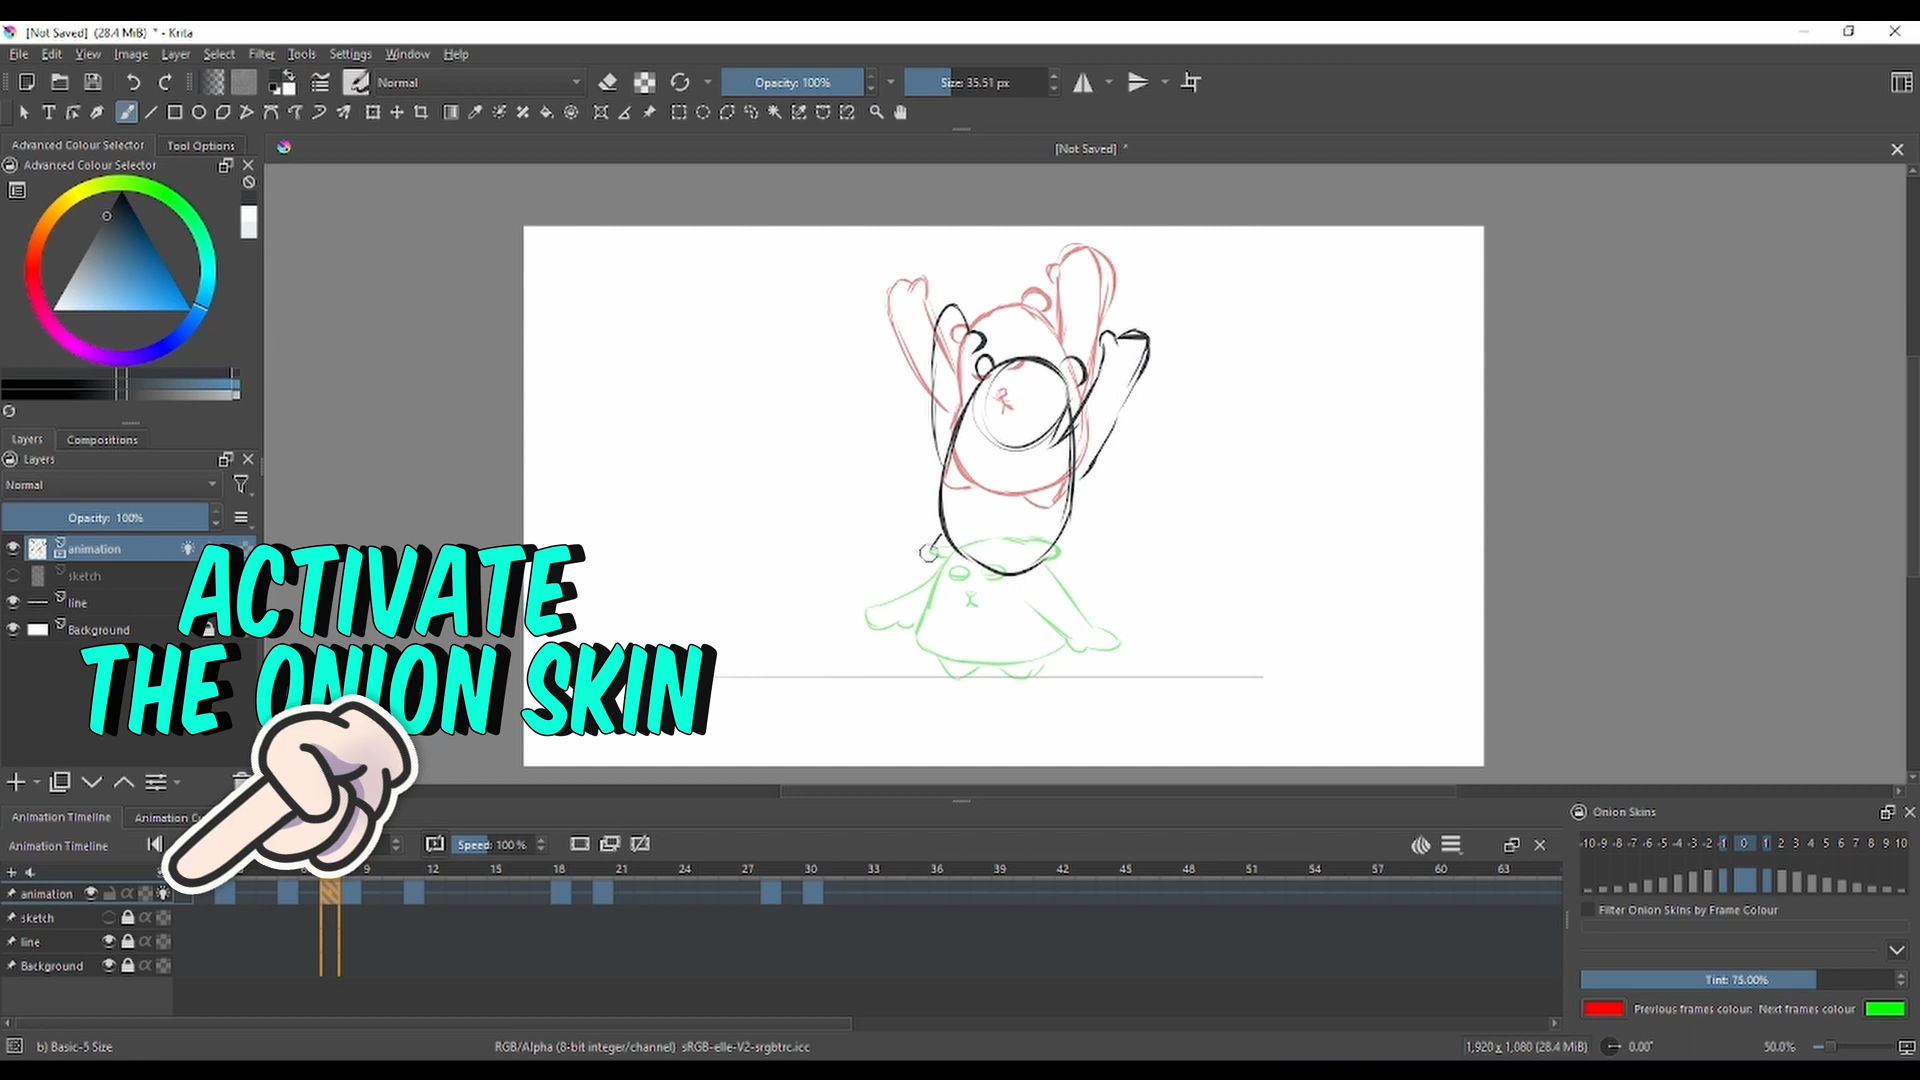 [Not Saved] (28.4 MiB) * - Krita
File Edit View Image Layer Select Filter Tools Settings Window Help
Normal
Opacity: 100%
Size: 35.51 px
Advanced Colour Selector Tool Options
[Not Saved] *
Advanced Colour Selector
Layers Compositions
Layers
Normal
Opacity: 100%
animation
sketch
line
Background
ACTIVATE
THE ONION SKIN
Animation Timeline Animation
Animation Timeline
Speed: 100 %
9 12 15 18 21 24 27 30 33 36 39 42 45 48 51 54 57 60 63
animation
sketch
line
Background
Onion Skins
-10 -9 -8 -7 -6 -5 -4 -3 -2 -1 0 1 2 3 4 5 6 7 8 9 10
Filter Onion Skins by Frame Colour
Tint: 75.00%
Previous frames colour: Next frames colour
b) Basic-5 Size
RGB/Alpha (8-bit integer/channel) sRGB-elle-V2-srgbtrc.icc
1,920 x 1,080 (28.4 MiB)
0.00°
50.0%